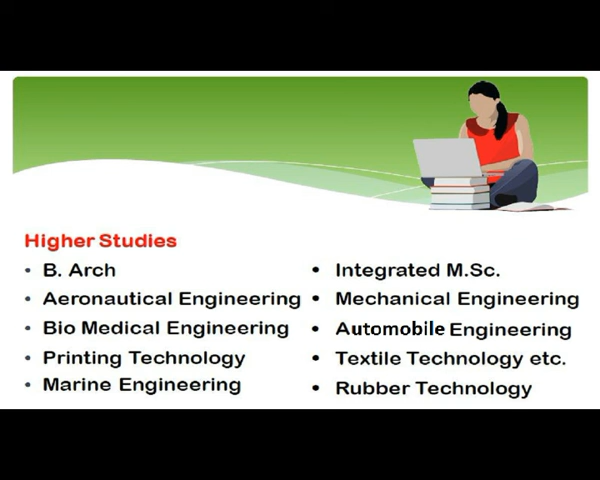 Higher Studies
• B. Arch
• Aeronautical Engineering
• Bio Medical Engineering
• Printing Technology
• Marine Engineering
• Integrated M.Sc.
• Mechanical Engineering
• Automobile Engineering
• Textile Technology etc.
• Rubber Technology